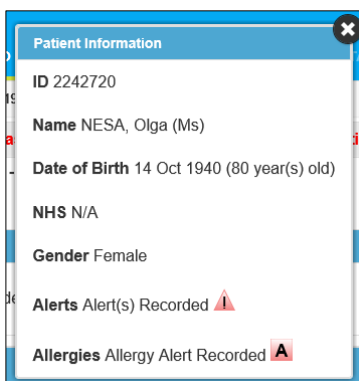 Patient Information
ID 2242720
Name NESA, Olga (Ms)
Date of Birth 14 Oct 1940 (80 year(s) old)
NHS N/A
Gender Female
Alerts Alert(s) Recorded !
Allergies Allergy Alert Recorded A